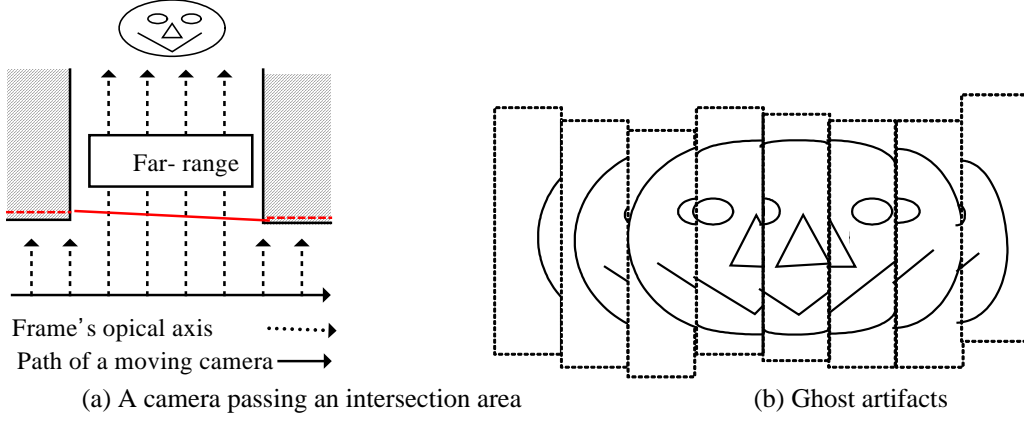 Far- range
Frame's opical axis
Path of a moving camera
(a) A camera passing an intersection area
(b) Ghost artifacts